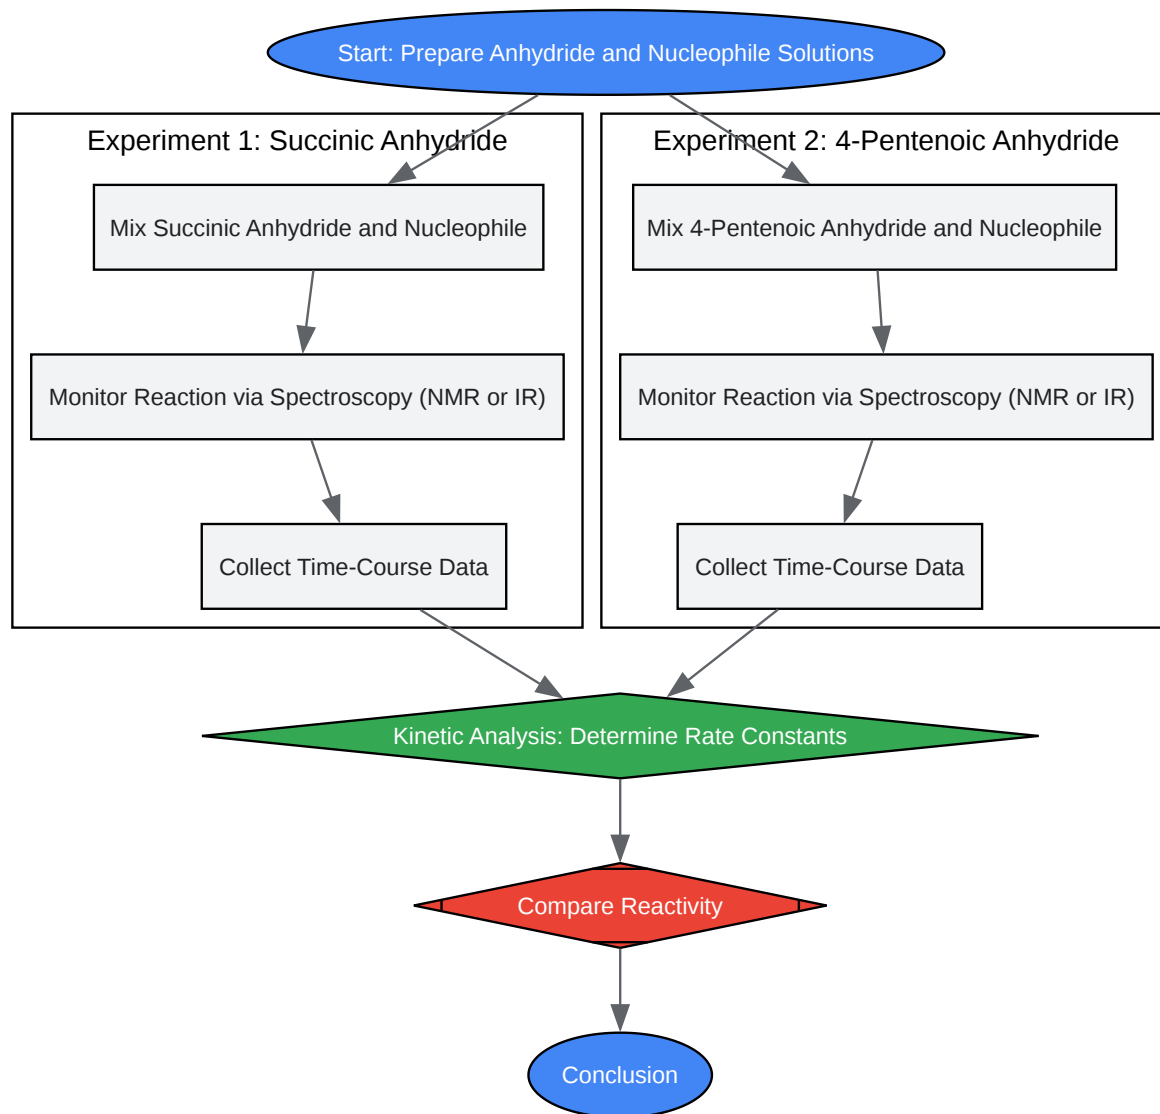 Start: Prepare Anhydride and Nucleophile Solutions
Experiment 1: Succinic Anhydride
Mix Succinic Anhydride and Nucleophile
Monitor Reaction via Spectroscopy (NMR or IR)
Collect Time-Course Data
Experiment 2: 4-Pentenoic Anhydride
Mix 4-Pentenoic Anhydride and Nucleophile
Monitor Reaction via Spectroscopy (NMR or IR)
Collect Time-Course Data
Kinetic Analysis: Determine Rate Constants
Compare Reactivity
Conclusion